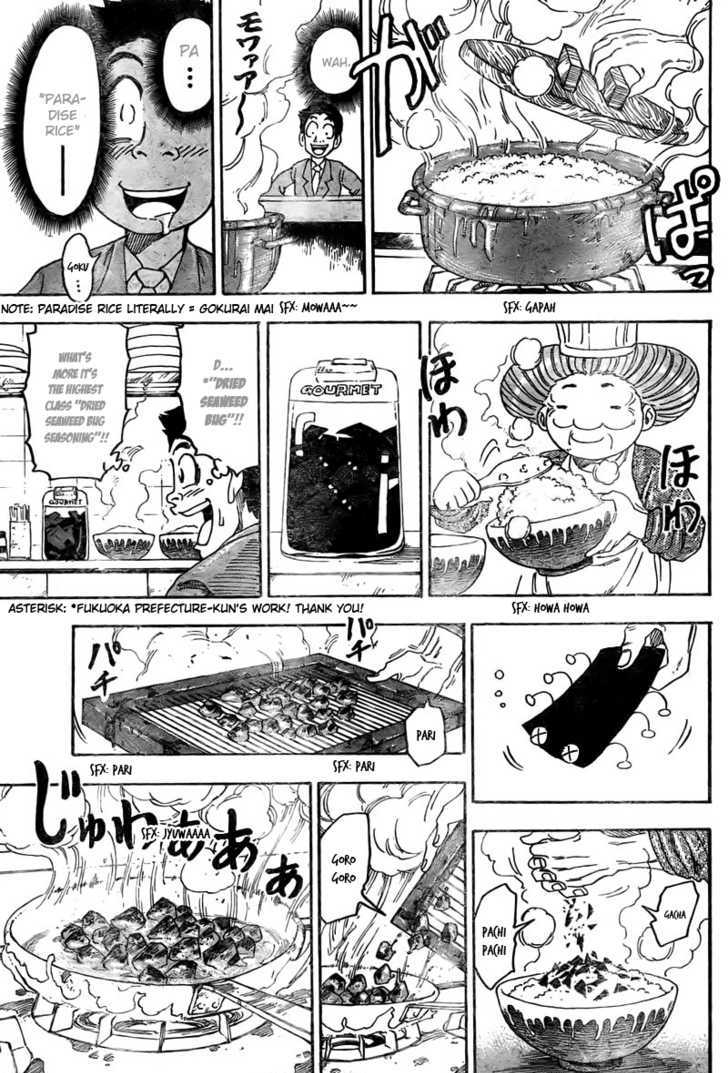 が
ぱっ
WAH.
モワァア〜
PA
...
"PARA-
DISE
RICE"
GOKU
...
NOTE: PARADISE RICE LITERALLY = GOKURAI MAI
SFX: MOWAAA~~
SFX: GAPAH
ほわ
ほわ
GOURMET
D...
*"DRIED
SEAWEED
BUG"!!
WHAT'S
MORE IT'S
THE HIGHEST
CLASS "DRIED
SEAWEED BUG
SEASONING"!!
GOURMET
ASTERISK: *FUKUOKA PREFECTURE-KUN'S WORK! THANK YOU!
SFX: HOWA HOWA
パチ
パチ
PARI
SFX: PARI
SFX: PARI
GACHA
PACHI
PACHI
GORO
GORO
じゅわぁああ
SFX: JYUWAAAA